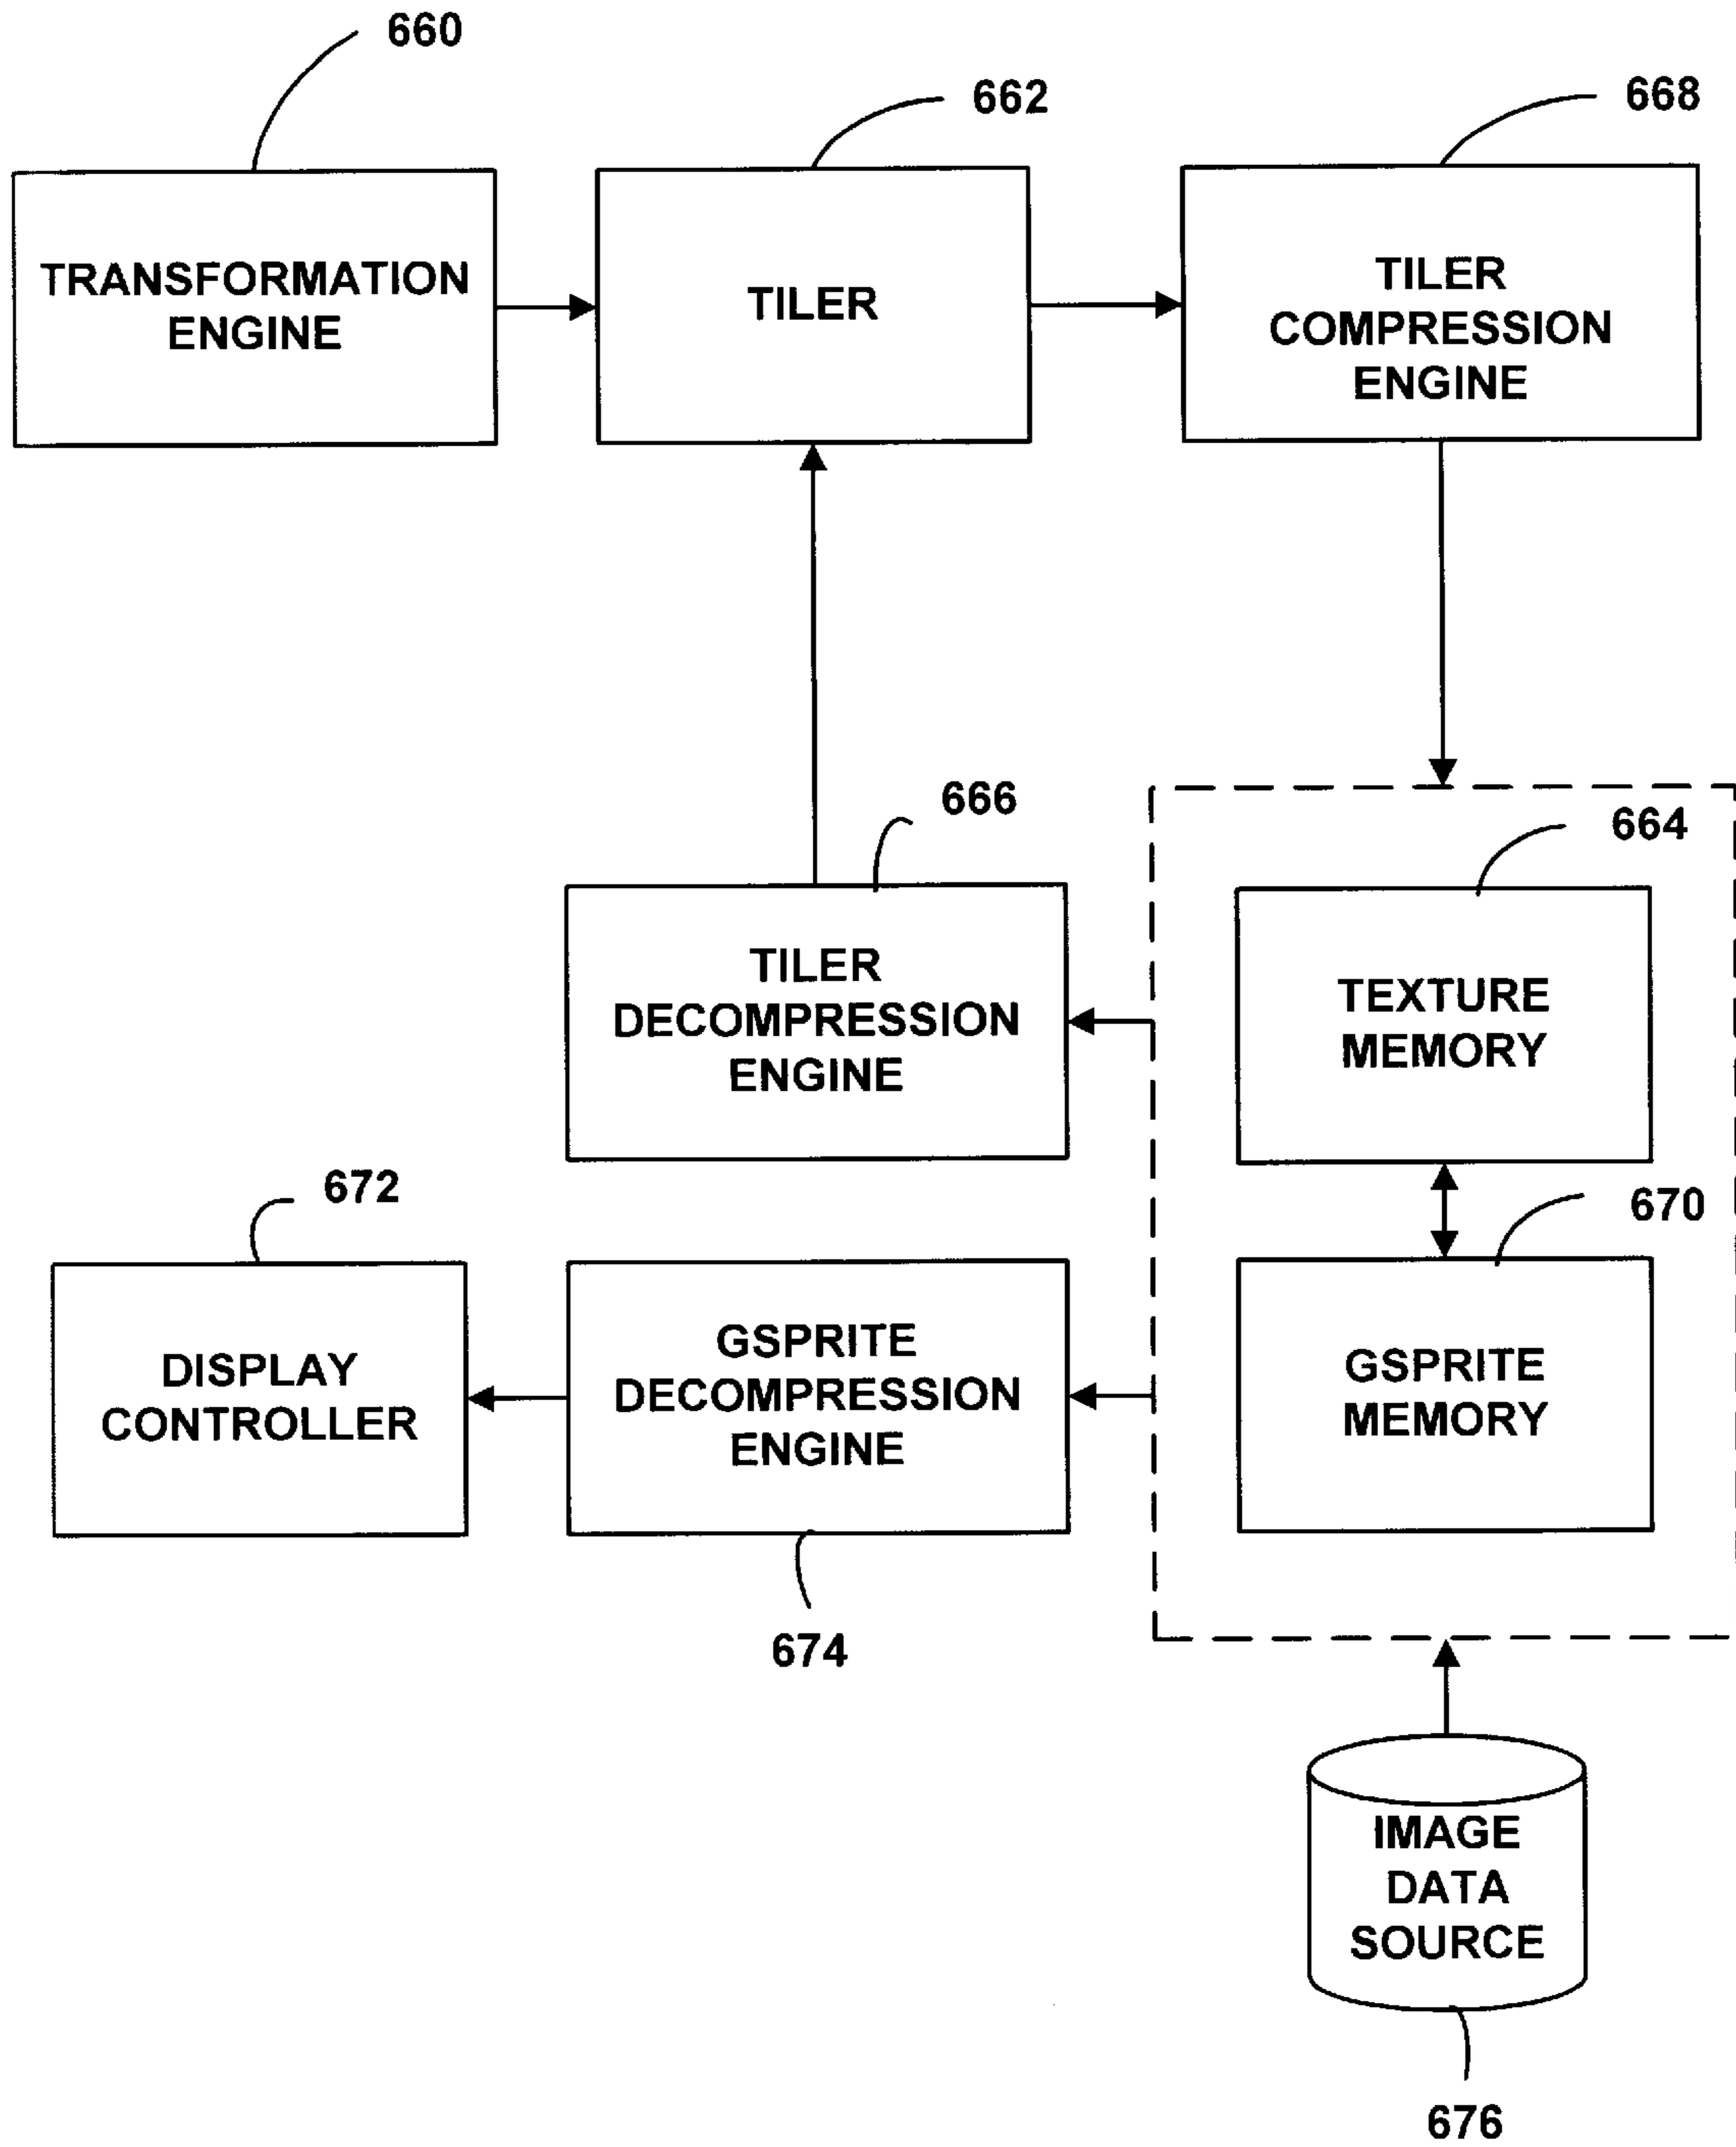 660
662
668
TRANSFORMATION
ENGINE
TILER
TILER
COMPRESSION
ENGINE
666
664
TILER
DECOMPRESSION
ENGINE
TEXTURE
MEMORY
672
670
DISPLAY
CONTROLLER
GSPRITE
DECOMPRESSION
ENGINE
GSPRITE
MEMORY
674
IMAGE
DATA
SOURCE
676